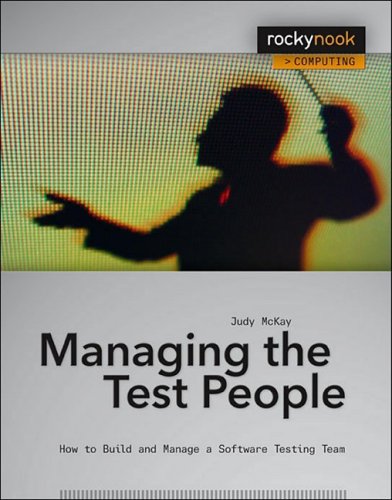 rockynook
> COMPUTING
Judy McKay
Managing the
Test People
How to Build and Manage a Software Testing Team